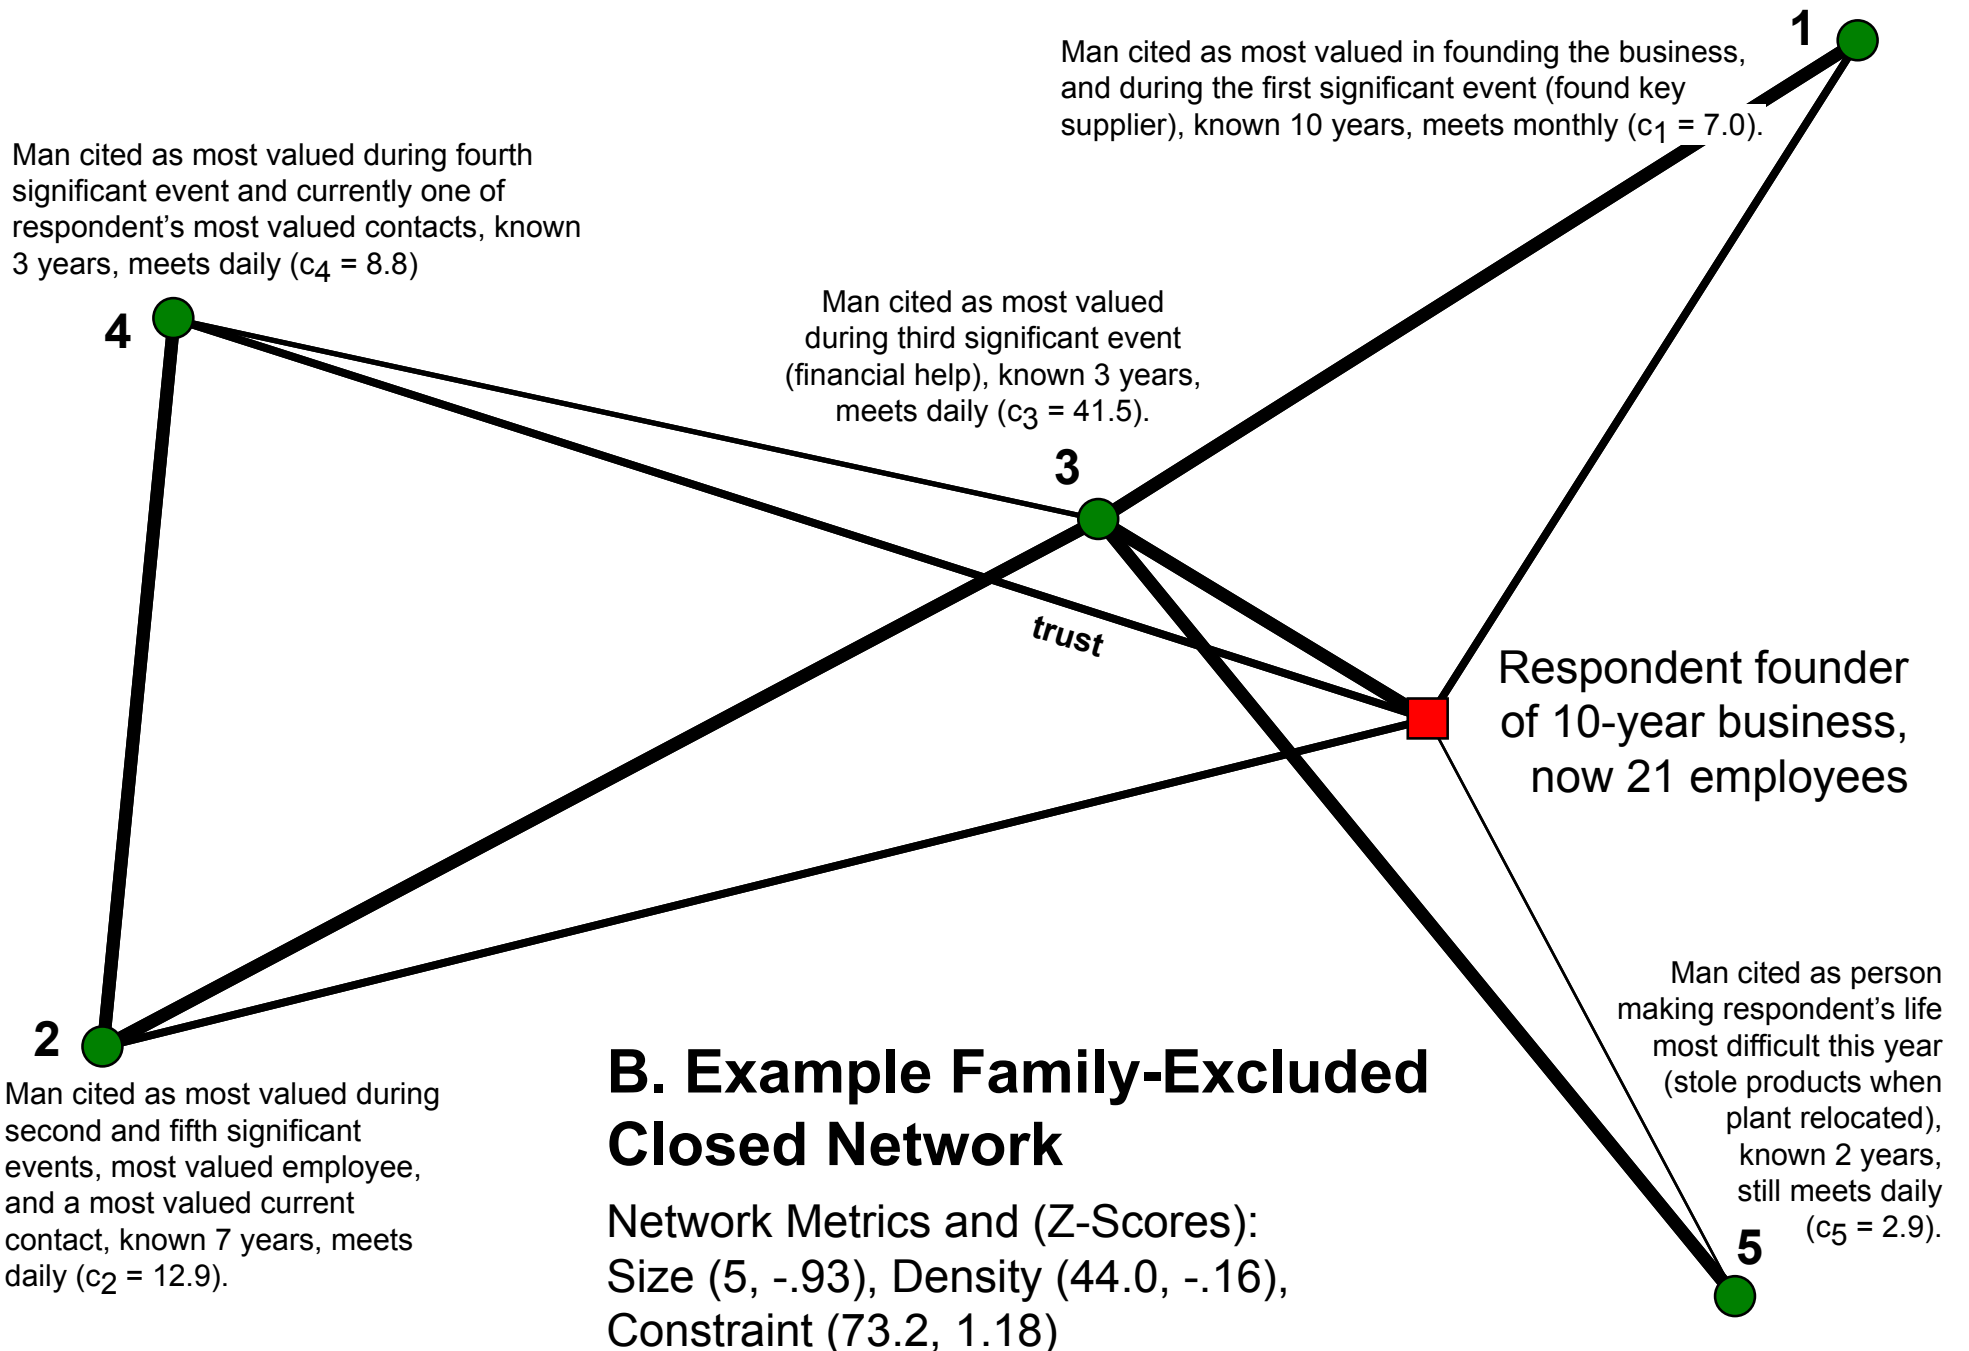 1
Man cited as most valued in founding the business,
and during the first significant event (found key
supplier), known 10 years, meets monthly (c1 = 7.0).
Man cited as most valued during fourth
significant event and currently one of
respondent’s most valued contacts, known
3 years, meets daily (c4 = 8.8)
4
Man cited as most valued
during third significant event
(financial help), known 3 years,
meets daily (c3 = 41.5).
3
trust
Respondent founder
of 10-year business,
now 21 employees
2
Man cited as most valued during
second and fifth significant
events, most valued employee,
and a most valued current
contact, known 7 years, meets
daily (c2 = 12.9).
B. Example Family-Excluded
Closed Network
Network Metrics and (Z-Scores):
Size (5, -.93), Density (44.0, -.16),
Constraint (73.2, 1.18)
Man cited as person
making respondent’s life
most difficult this year
(stole products when
plant relocated),
known 2 years,
still meets daily
(c5 = 2.9).
5